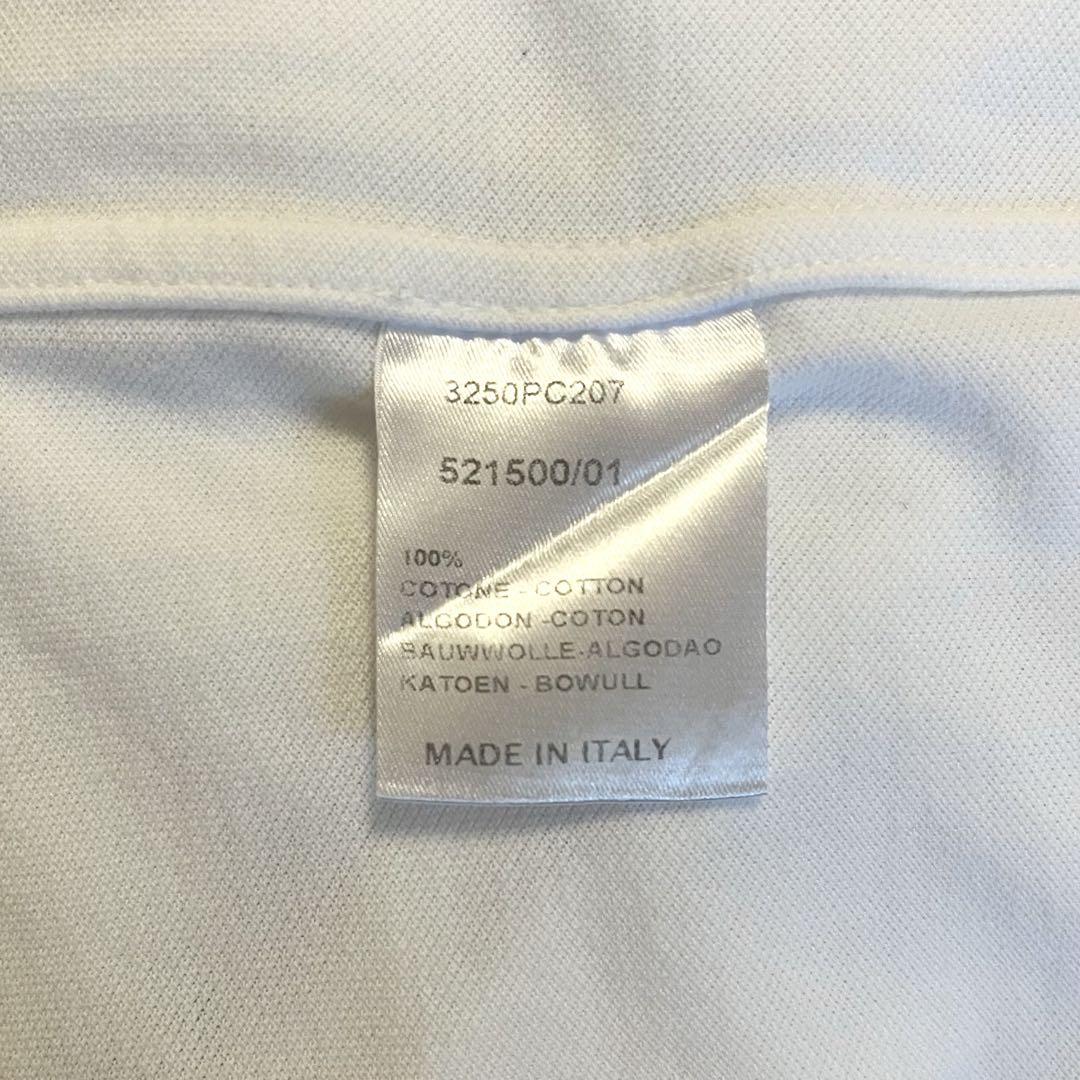 3250PC207
521500/01
100%
COTONE - COTTON
ALGODON -COTON
BAUWWOLLE-ALGODAO
KATOEN - BOWULL
MADE IN ITALY